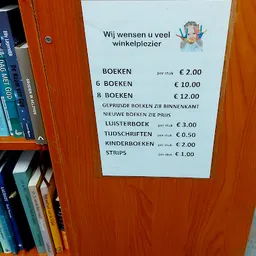 Wij wensen u veel
winkelplezier
BOEKEN per stuk € 2.00
6 BOEKEN € 10.00
8 BOEKEN € 12.00
GEPRIJSDE BOEKEN ZIE BINNENKANT
NIEUWE BOEKEN ZIE PRIJS
LUISTERBOEK per stuk € 3.00
TIJDSCHRIFTEN per stuk € 0.50
KINDERBOEKEN per stuk € 2.00
STRIPS per stuk € 1.00